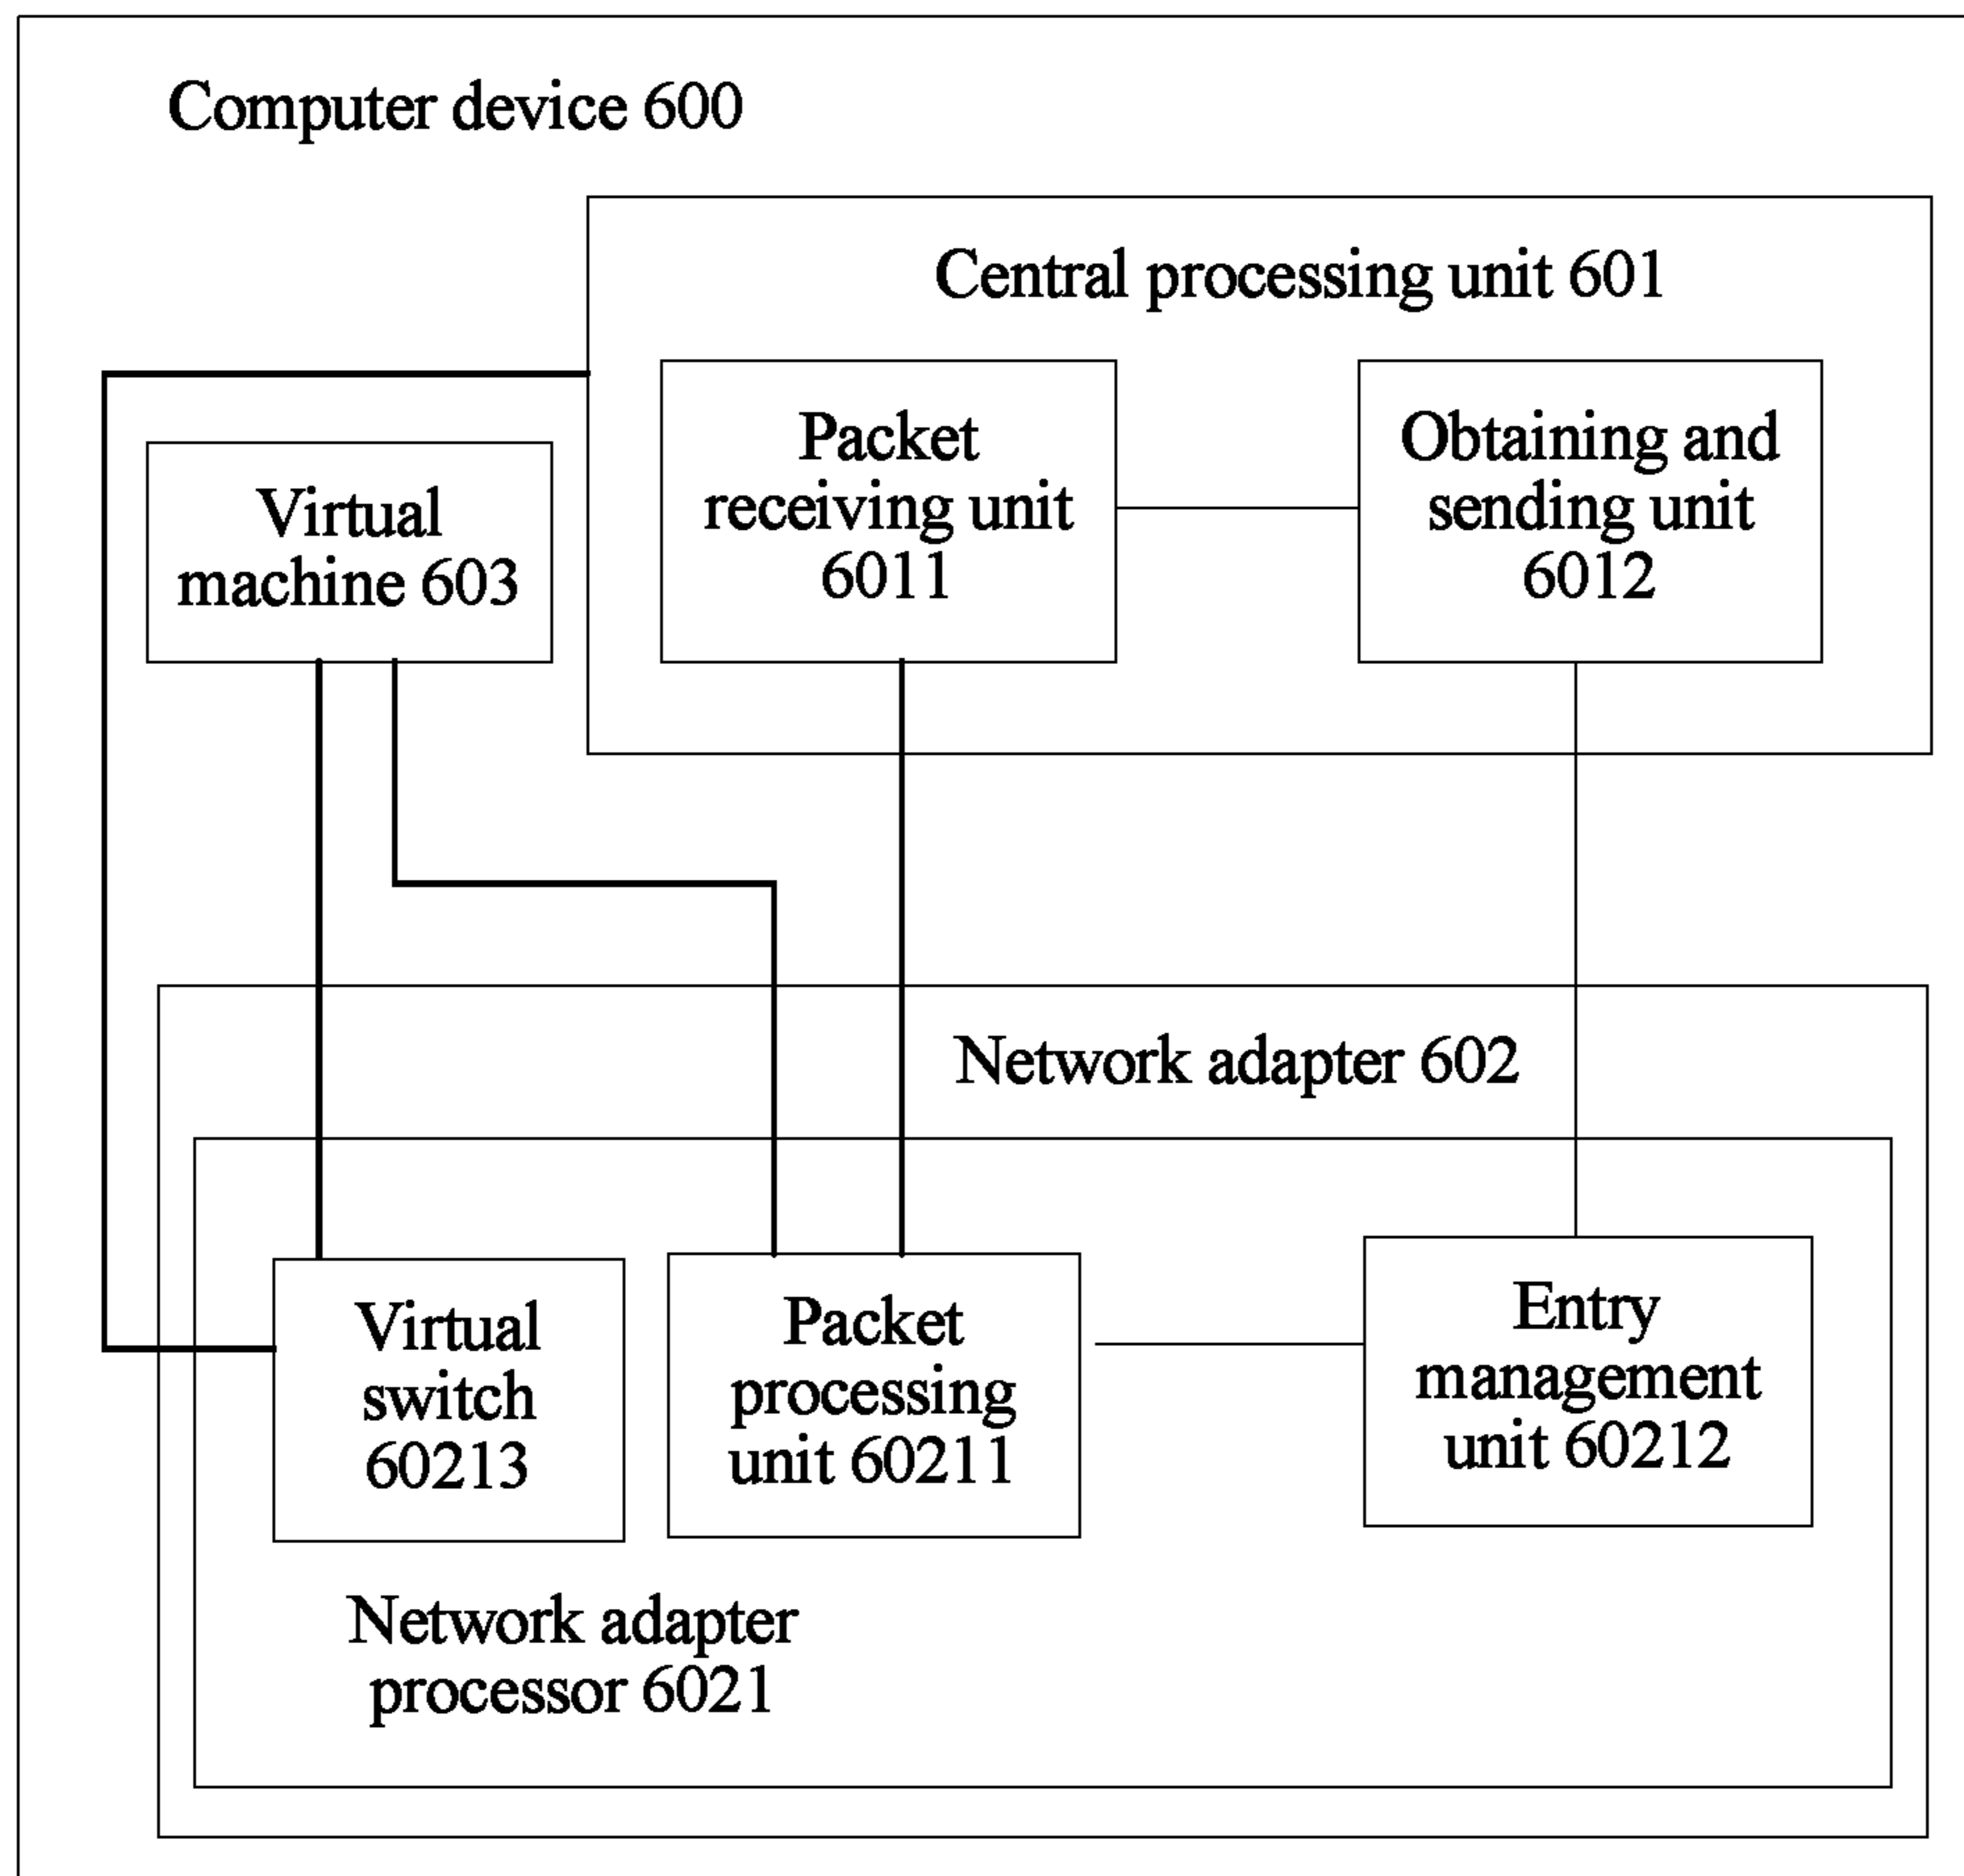 Computer device 600
Central processing unit 601
Packet
receiving unit
6011
Obtaining and
sending unit
6012
Virtual
machine 603
Network adapter 602
Virtual
switch
60213
Packet
processing
unit 60211
Entry
management
unit 60212
Network adapter
processor 6021